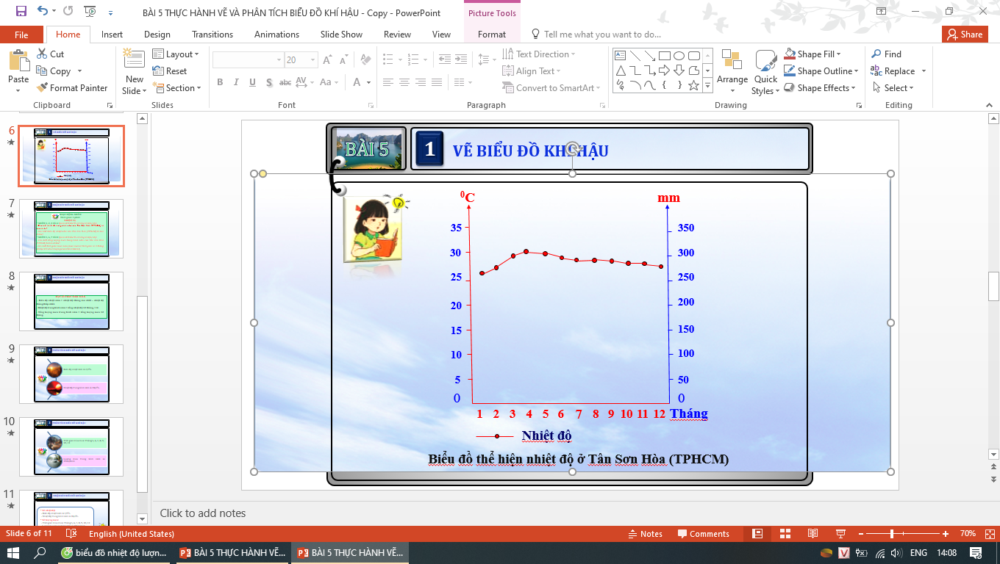 BÀI 5 THỰC HÀNH VẼ VÀ PHÂN TÍCH BIỂU ĐỒ KHÍ HẬU - Copy - PowerPoint
Picture Tools
File Home Insert Design Transitions Animations Slide Show Review View Format Tell me what you want to do... Share
Paste
Cut
Copy
Format Painter
Clipboard
New Slide
Layout
Reset
Section
Slides
20
B I U S abc AV Aa A
Font
Text Direction
Align Text
Convert to SmartArt
Paragraph
Arrange
Quick Styles
Shape Fill
Shape Outline
Shape Effects
Drawing
Find
Replace
Select
Editing
6
7
8
9
10
11
BÀI 5
1
VẼ BIỂU ĐỒ KHÍ HẬU
0C
mm
35 350
30 300
25 250
20 200
15 150
10 100
5 50
0 0
1 2 3 4 5 6 7 8 9 10 11 12 Tháng
Nhiệt độ
Biểu đồ thể hiện nhiệt độ ở Tân Sơn Hòa (TPHCM)
Click to add notes
Slide 6 of 11 English (United States) Notes Comments 70%
biểu đồ nhiệt độ lượn... BÀI 5 THỰC HÀNH VẼ... BÀI 5 THỰC HÀNH VẼ... ENG 14:08